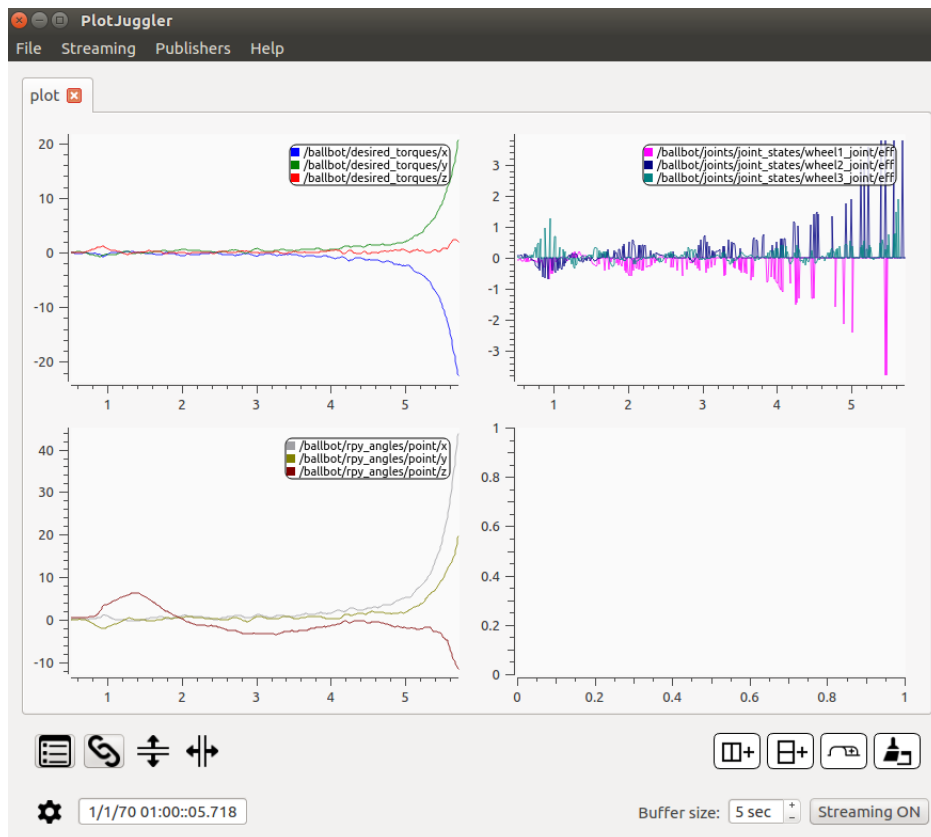 PlotJuggler
File Streaming Publishers Help
plot
/ballbot/desired_torques/x
/ballbot/desired_torques/y
/ballbot/desired_torques/z
20
10
0
-10
-20
1 2 3 4 5
/ballbot/joints/joint_states/wheel1_joint/eff
/ballbot/joints/joint_states/wheel2_joint/eff
/ballbot/joints/joint_states/wheel3_joint/eff
3
2
1
0
-1
-2
-3
1 2 3 4 5
/ballbot/rpy_angles/point/x
/ballbot/rpy_angles/point/y
/ballbot/rpy_angles/point/z
40
30
20
10
0
-10
1 2 3 4 5
1
0.8
0.6
0.4
0.2
0
0 0.2 0.4 0.6 0.8 1
1/1/70 01:00::05.718
Buffer size: 5 sec Streaming ON